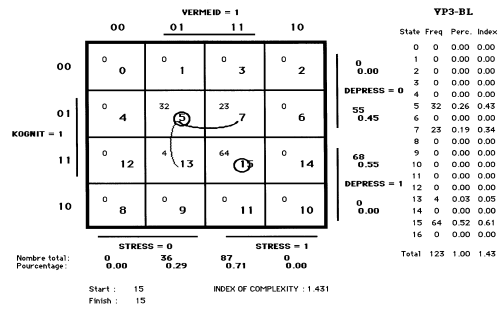 VERMEID = 1
00 01 11 10
00
0 0 0 0
0 1 3 2
0
0.00
DEPRESS = 0
01
KOGNIT = 1
0 32 23 0
4 5 7 6
55
0.45
11
0 4 64 0
12 13 15 14
68
0.55
DEPRESS = 1
10
0 0 0 0
8 9 11 10
0
0.00
STRESS = 0 STRESS = 1
Nombre total: 0 36 87 0
Pourcentage: 0.00 0.29 0.71 0.00
Start : 15 INDEX OF COMPLEXITY : 1.431
Finish : 15
VP3-BL
State Freq Perc. Index
0 0 0.00 0.00
1 0 0.00 0.00
2 0 0.00 0.00
3 0 0.00 0.00
4 0 0.00 0.00
5 32 0.26 0.43
6 0 0.00 0.00
7 23 0.19 0.34
8 0 0.00 0.00
9 0 0.00 0.00
10 0 0.00 0.00
11 0 0.00 0.00
12 0 0.00 0.00
13 4 0.03 0.05
14 0 0.00 0.00
15 64 0.52 0.61
16 0 0.00 0.00
Total 123 1.00 1.43